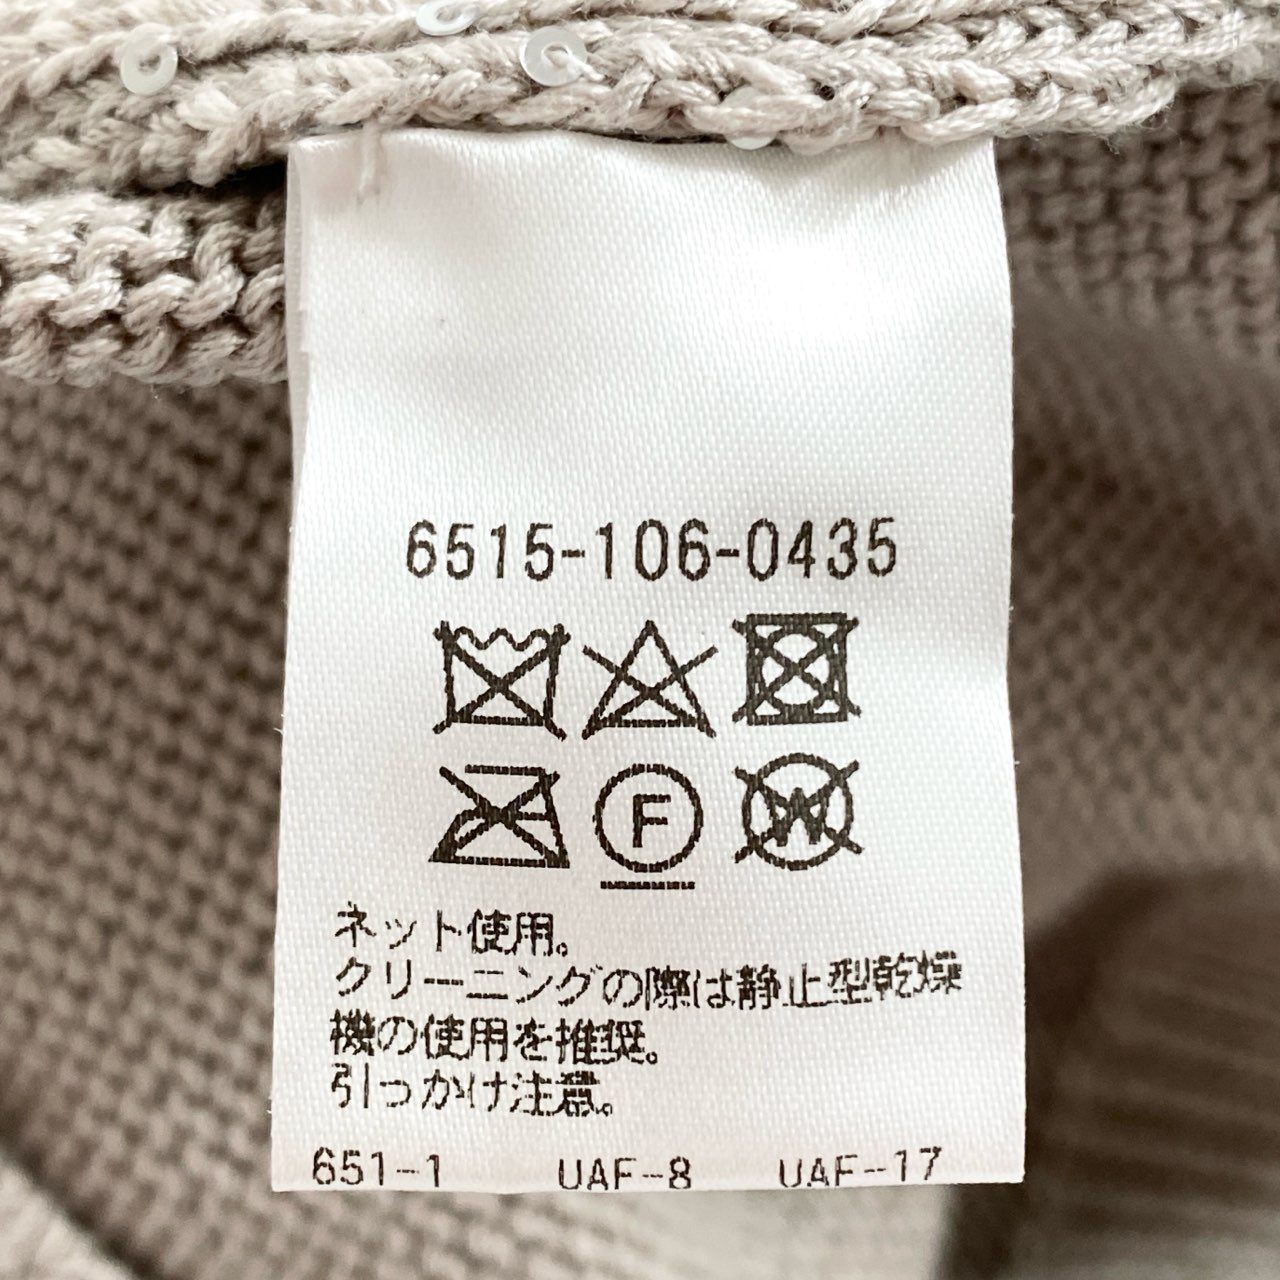 6515-106-0435
F
W
ネット使用。
クリーニングの際は静止型乾燥
機の使用を推奨。
引っかけ注意。
651-1 UAF-8 UAF-17